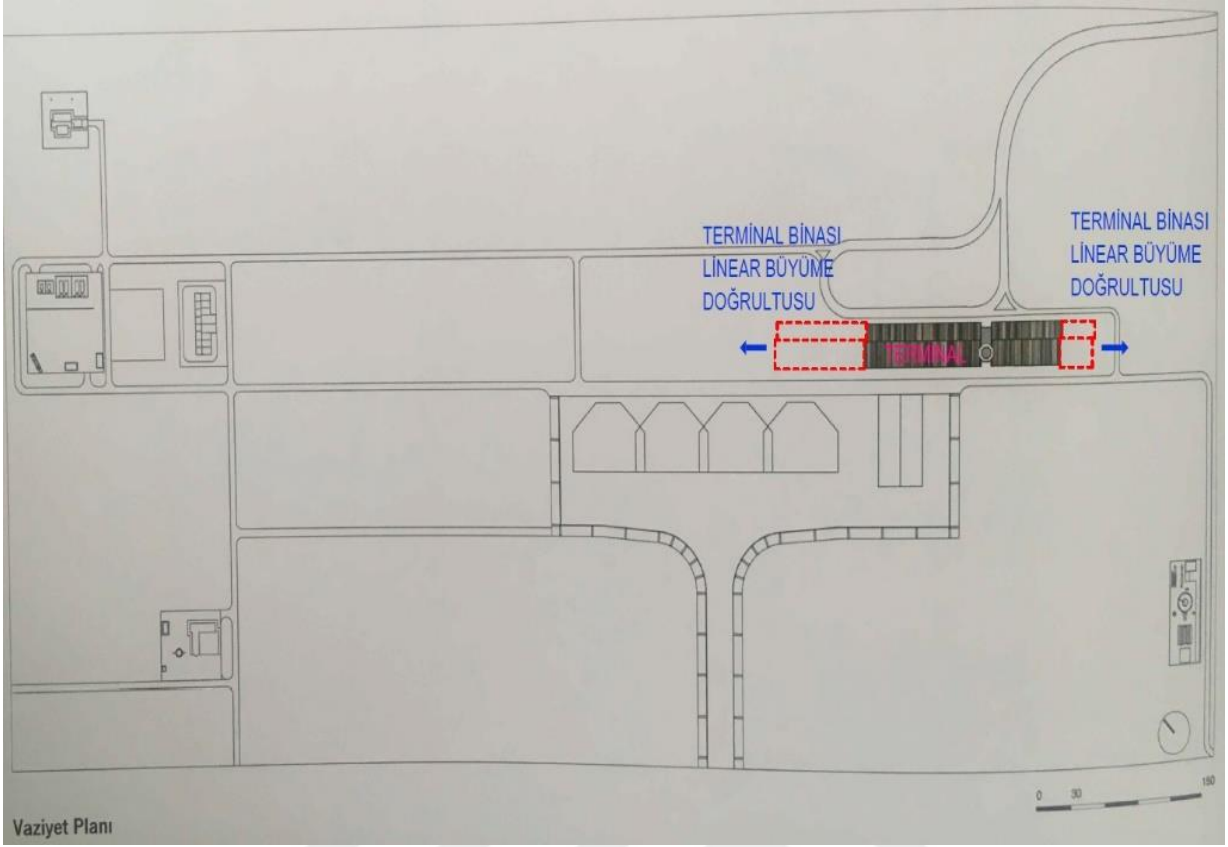 TERMİNAL BİNASI
LİNEAR BÜYÜME
DOĞRULTUSU
TERMİNAL BİNASI
LİNEAR BÜYÜME
DOĞRULTUSU
TERMİNAL
0 30 150
Vaziyet Planı